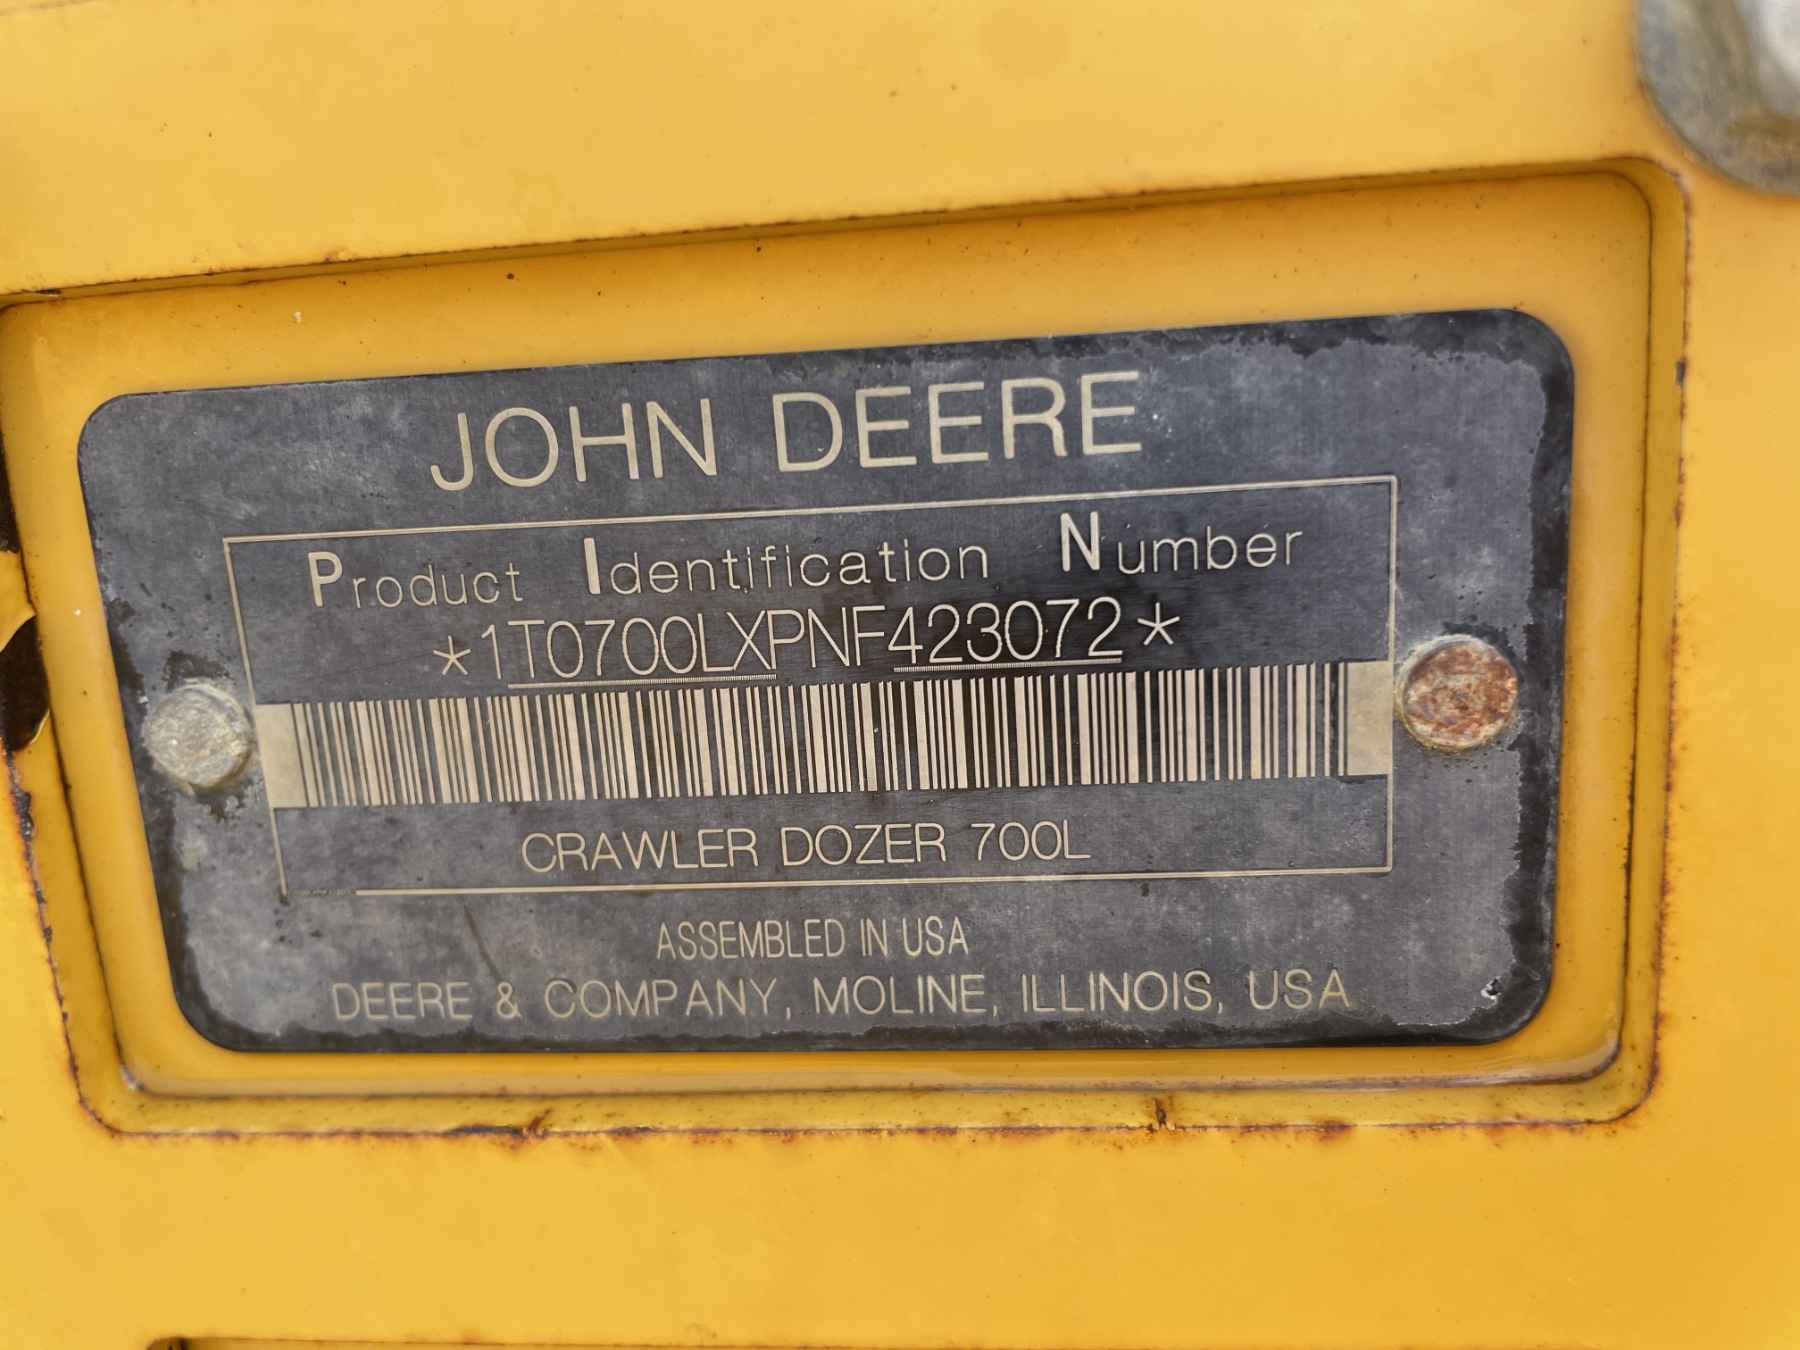 JOHN DEERE
Product Identification Number
*1T0700LXPNF423072*
CRAWLER DOZER 700L
ASSEMBLED IN USA
DEERE & COMPANY, MOLINE, ILLINOIS, USA